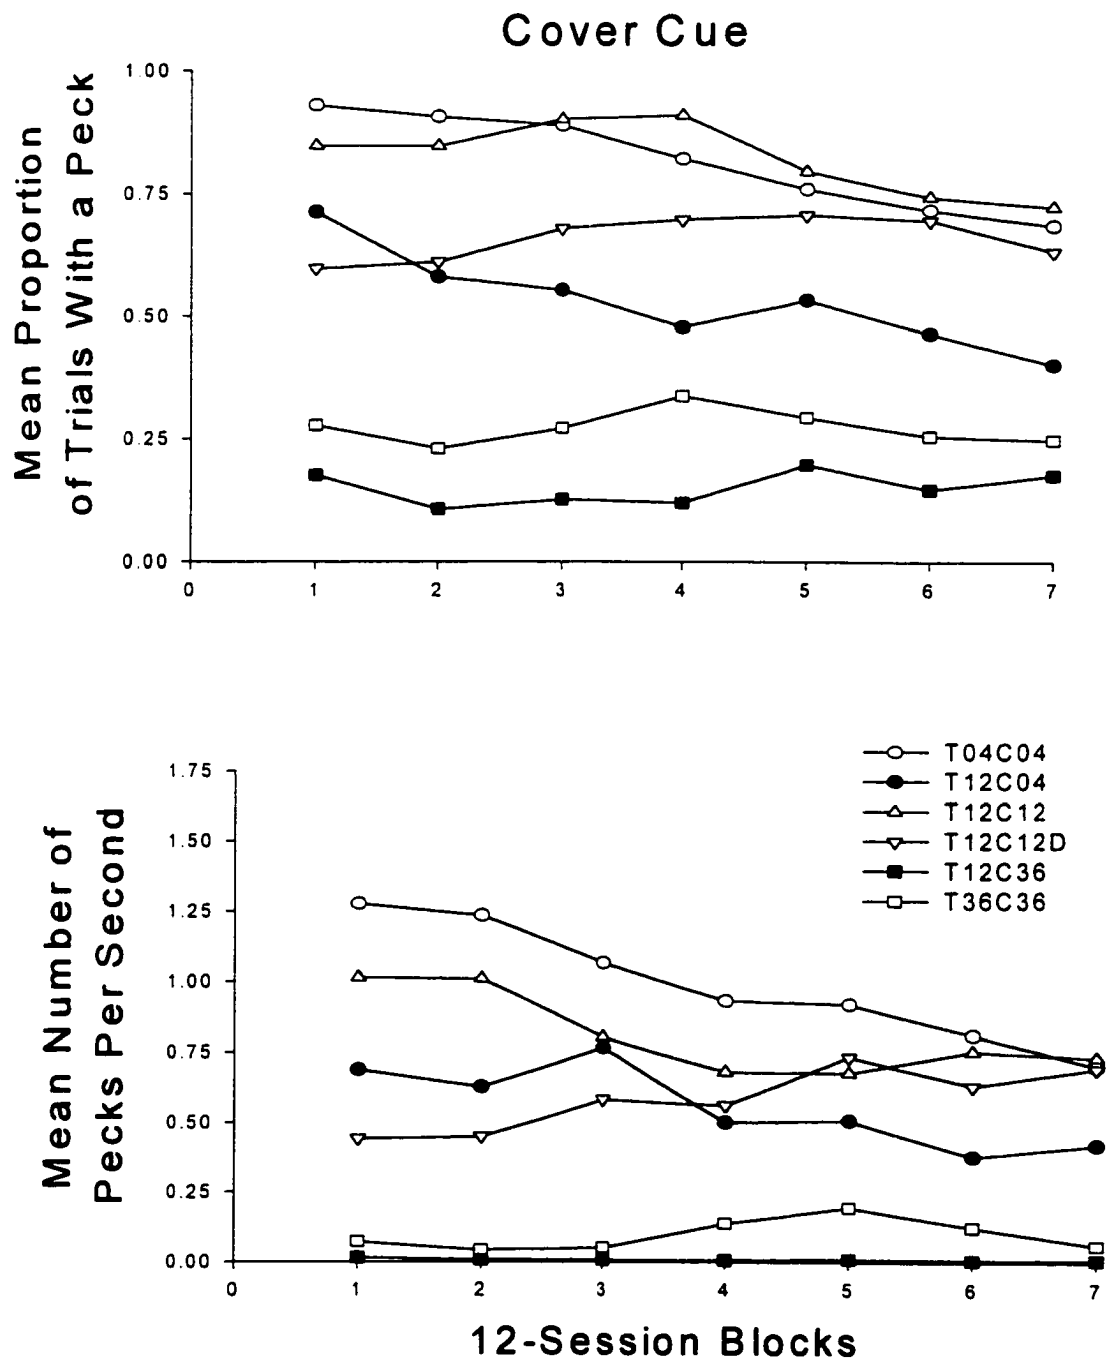 Cover Cue
Mean Proportion
of Trials With a Peck
1.00
0.75
0.50
0.25
0.00
0 1 2 3 4 5 6 7
T04C04
T12C04
T12C12
T12C12D
T12C36
T36C36
Mean Number of
Pecks Per Second
1.75
1.50
1.25
1.00
0.75
0.50
0.25
0.00
0 1 2 3 4 5 6 7
12-Session Blocks